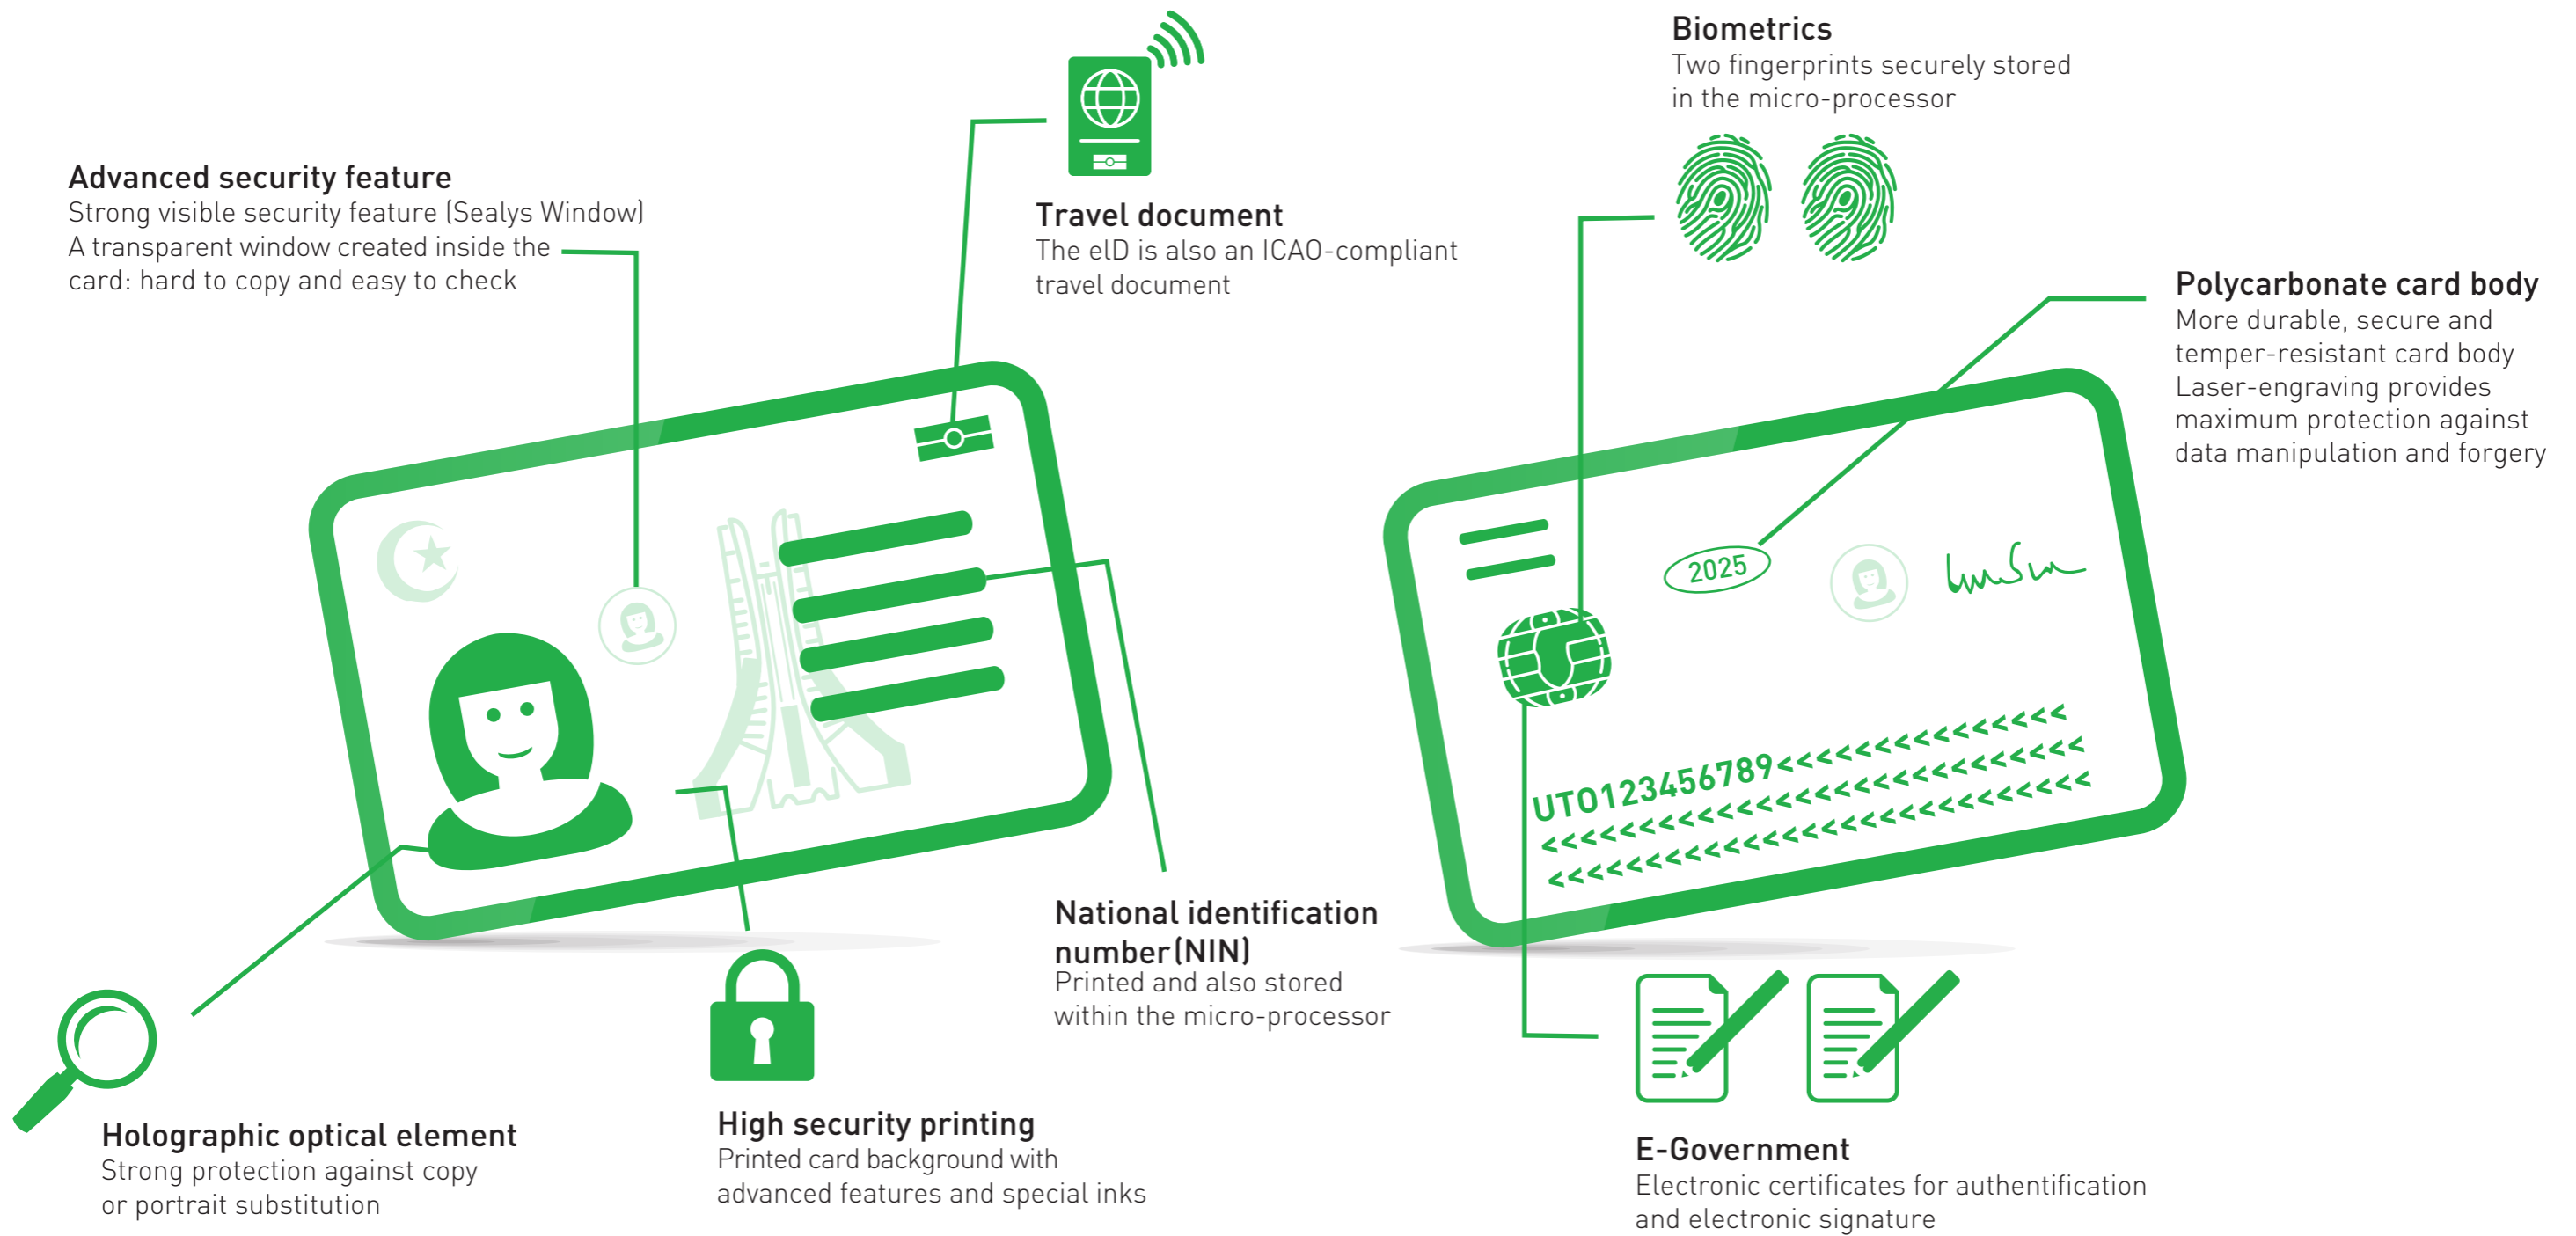 Advanced security feature
Strong visible security feature (Sealys Window)
A transparent window created inside the
card: hard to copy and easy to check
Travel document
The eID is also an ICAO-compliant
travel document
Biometrics
Two fingerprints securely stored
in the micro-processor
Polycarbonate card body
More durable, secure and
temper-resistant card body
Laser-engraving provides
maximum protection against
data manipulation and forgery
2025
UTO123456789<<<<<<<<<<<<<<<
<<<<<<<<<<<<<<<<<<<<<<<<<<
<<<<<<<<<<<<<<<<<<<<<<<<<<
Holographic optical element
Strong protection against copy
or portrait substitution
High security printing
Printed card background with
advanced features and special inks
National identification
number(NIN)
Printed and also stored
within the micro-processor
E-Government
Electronic certificates for authentification
and electronic signature